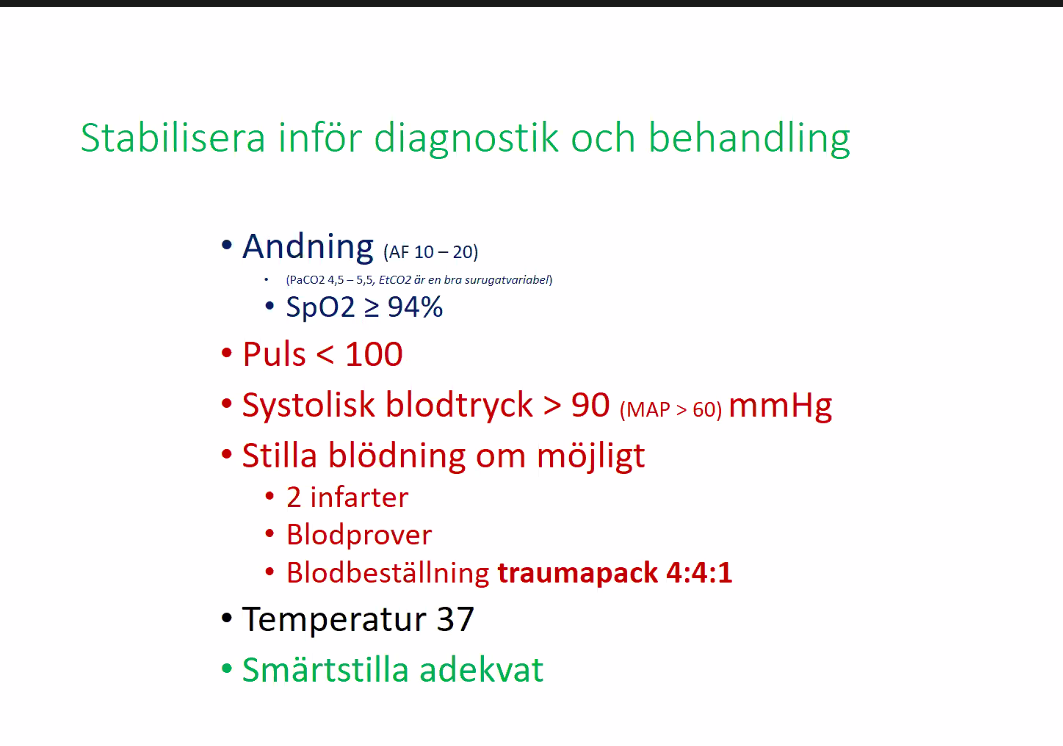 Stabilisera inför diagnostik och behandling
• Andning (AF 10 – 20)
• (PaCO2 4,5 – 5,5, EtCO2 är en bra surugatvariabel)
• SpO2 ≥ 94%
• Puls < 100
• Systolisk blodtryck > 90 (MAP > 60) mmHg
• Stilla blödning om möjligt
• 2 infarter
• Blodprover
• Blodbeställning traumapack 4:4:1
• Temperatur 37
• Smärtstilla adekvat